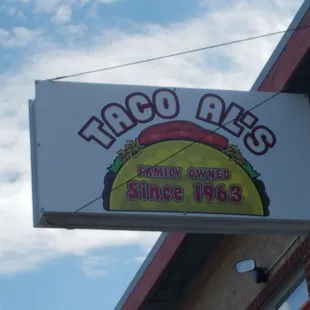 TACO AL'S
FAMILY OWNED
Since 1963